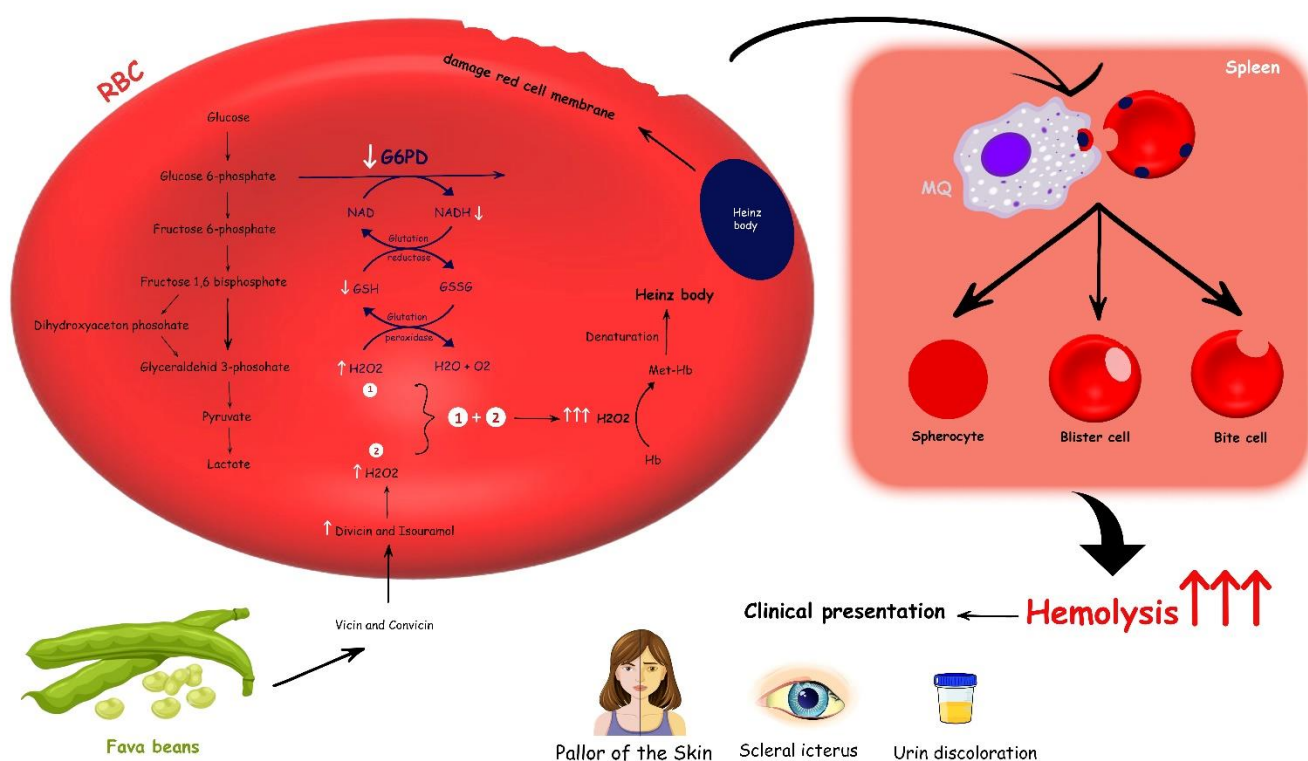 RBC
damage red cell membrane
Glucose
Glucose 6-phosphate
Fructose 6-phosphate
Fructose 1,6 bisphosphate
Dihydroxyaceton phosohate
Glyceraldehid 3-phosohate
Pyruvate
Lactate
↓ G6PD
NAD
NADH ↓
Glutation
reductase
↓ GSH
GSSG
Glutation
peroxidase
↑ H2O2
H2O + O2
1
2
↑ H2O2
↑ Divicin and Isouramol
1 + 2
↑↑↑ H2O2
Hb
Met-Hb
Denaturation
Heinz body
Heinz
body
Vicin and Convicin
Fava beans
Spleen
MQ
Spherocyte
Blister cell
Bite cell
Hemolysis ↑↑↑
Clinical presentation
Pallor of the Skin
Scleral icterus
Urin discoloration